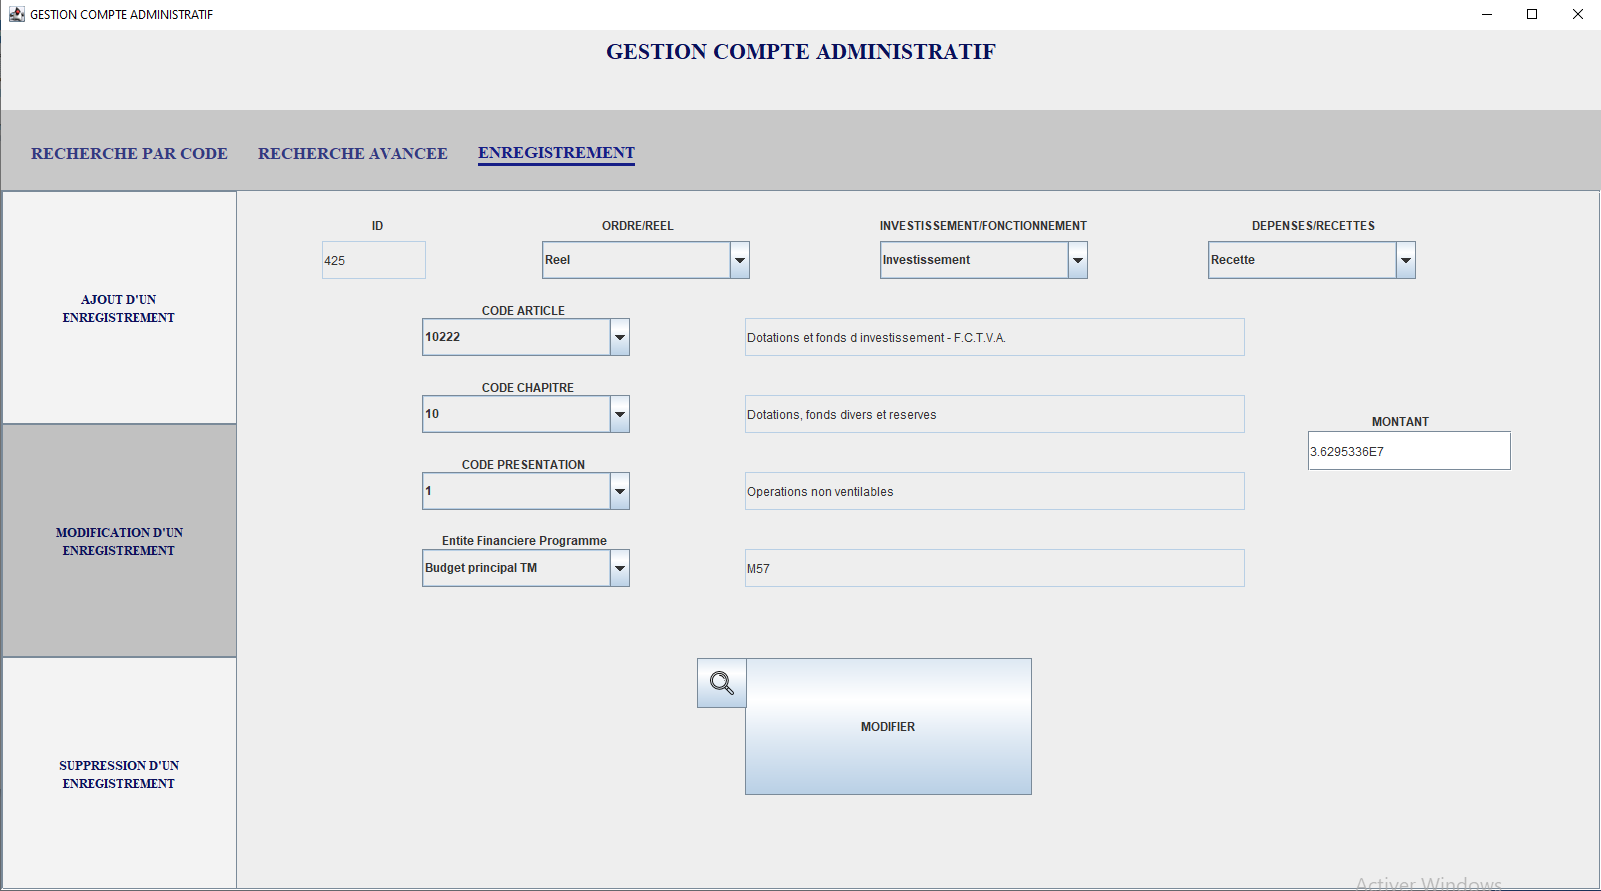 GESTION COMPTE ADMINISTRATIF
GESTION COMPTE ADMINISTRATIF
RECHERCHE PAR CODE
RECHERCHE AVANCEE
ENREGISTREMENT
AJOUT D'UN
ENREGISTREMENT
MODIFICATION D'UN
ENREGISTREMENT
SUPPRESSION D'UN
ENREGISTREMENT
ID
425
ORDRE/REEL
Reel
INVESTISSEMENT/FONCTIONNEMENT
Investissement
DEPENSES/RECETTES
Recette
CODE ARTICLE
10222
Dotations et fonds d investissement - F.C.T.V.A.
CODE CHAPITRE
10
Dotations, fonds divers et reserves
MONTANT
3.6295336E7
CODE PRESENTATION
1
Operations non ventilables
Entite Financiere Programme
Budget principal TM
M57
MODIFIER
Activer Windows